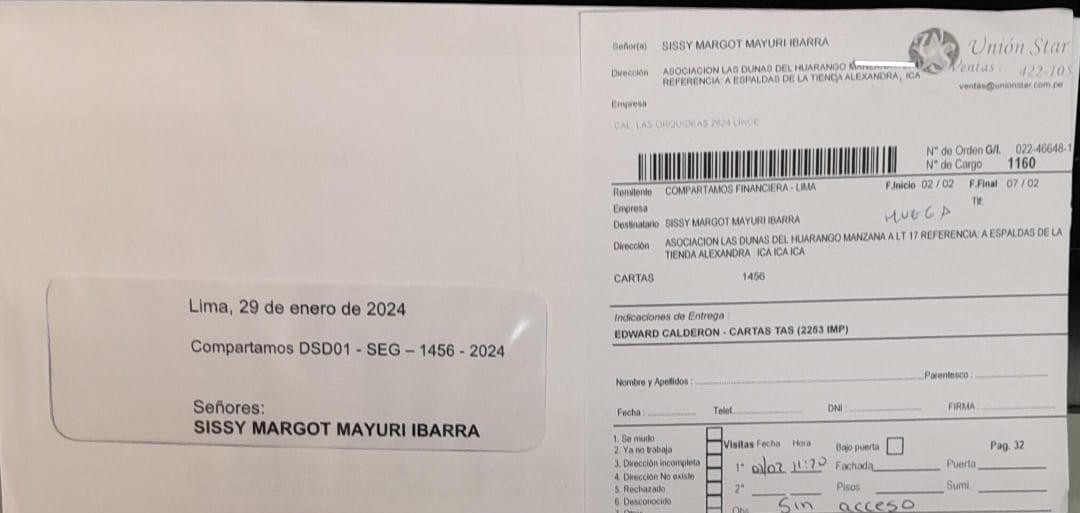 Lima, 29 de enero de 2024
Compartamos DSD01 - SEG – 1456 - 2024
Señores:
SISSY MARGOT MAYURI IBARRA
Señor(a) SISSY MARGOT MAYURI IBARRA
Dirección ASOCIACION LAS DUNAS DEL HUARANGO
REFERENCIA: A ESPALDAS DE LA TIENDA ALEXANDRA, ICA
Unión Star
Ventas : 422-105
ventas@unionstar.com.pe
Empresa
CAL. LAS ORQUIDEAS 2624 LINCE
N° de Orden G/I. 022-46648-1
N° de Cargo 1160
Remitente COMPARTAMOS FINANCIERA - LIMA F.Inicio 02 / 02 F.Final 07 / 02
Empresa Tlf:
Destinatario SISSY MARGOT MAYURI IBARRA
Dirección ASOCIACION LAS DUNAS DEL HUARANGO MANZANA A LT 17 REFERENCIA: A ESPALDAS DE LA
TIENDA ALEXANDRA ICA ICA ICA
CARTAS 1456
Indicaciones de Entrega :
EDWARD CALDERON - CARTAS TAS (2253 IMP)
Nombre y Apellidos : Parentesco :
Fecha : Telef. DNI : FIRMA :
1. Se mudo
2. Ya no trabaja
3. Dirección incompleta
4. Dirección No existe
5. Rechazado
6. Desconocido
Visitas Fecha Hora Bajo puerta Pag. 32
1° Fachada Puerta
2° Pisos Sumi.
Obs Sin acceso